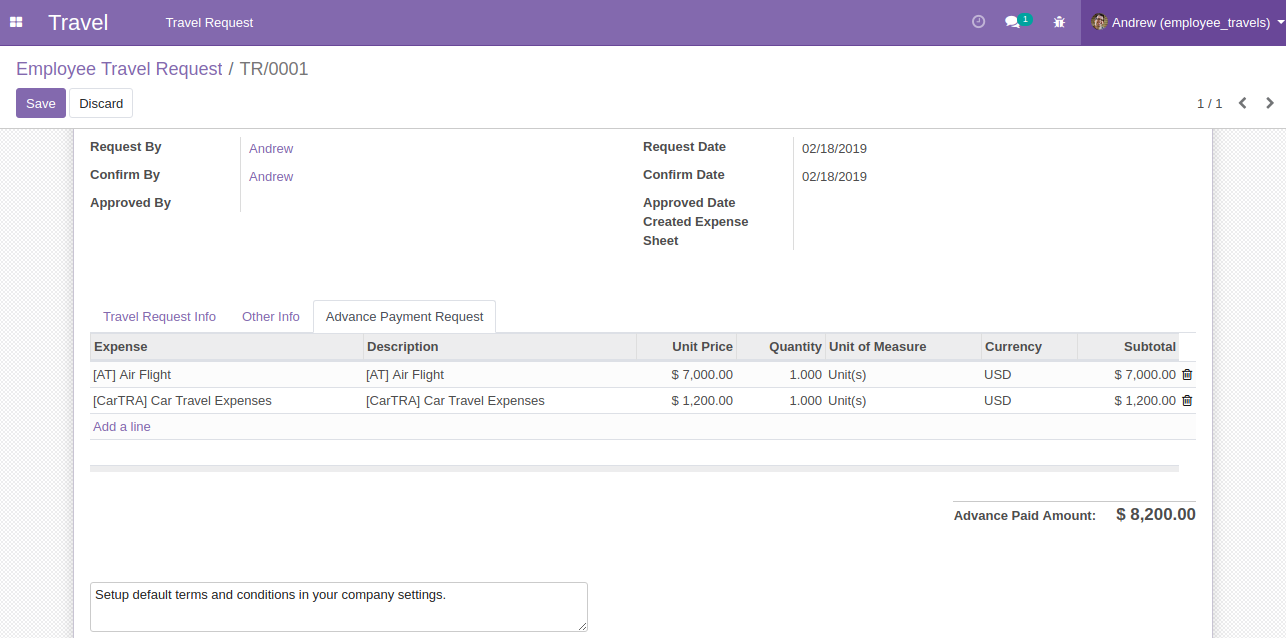 Travel Travel Request 1 Andrew (employee_travels)
Employee Travel Request / TR/0001
Save Discard 1 / 1
Request By Andrew Request Date 02/18/2019
Confirm By Andrew Confirm Date 02/18/2019
Approved By Approved Date
Created Expense
Sheet
Travel Request Info Other Info Advance Payment Request
Expense Description Unit Price Quantity Unit of Measure Currency Subtotal
[AT] Air Flight [AT] Air Flight $ 7,000.00 1.000 Unit(s) USD $ 7,000.00
[CarTRA] Car Travel Expenses [CarTRA] Car Travel Expenses $ 1,200.00 1.000 Unit(s) USD $ 1,200.00
Add a line
Advance Paid Amount: $ 8,200.00
Setup default terms and conditions in your company settings.